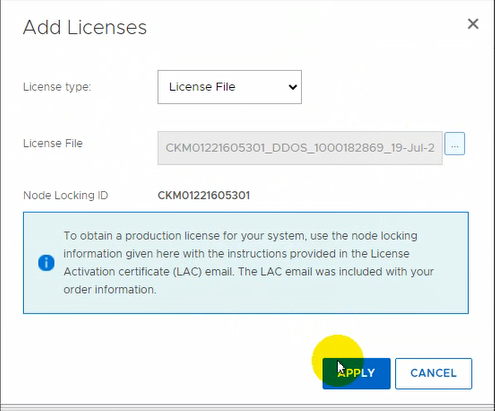 Add Licenses
License type:
License File
License File
CKM01221605301_DDOS_1000182869_19-Jul-2
...
Node Locking ID
CKM01221605301
To obtain a production license for your system, use the node locking
information given here with the instructions provided in the License
Activation certificate (LAC) email. The LAC email was included with your
order information.
APPLY
CANCEL